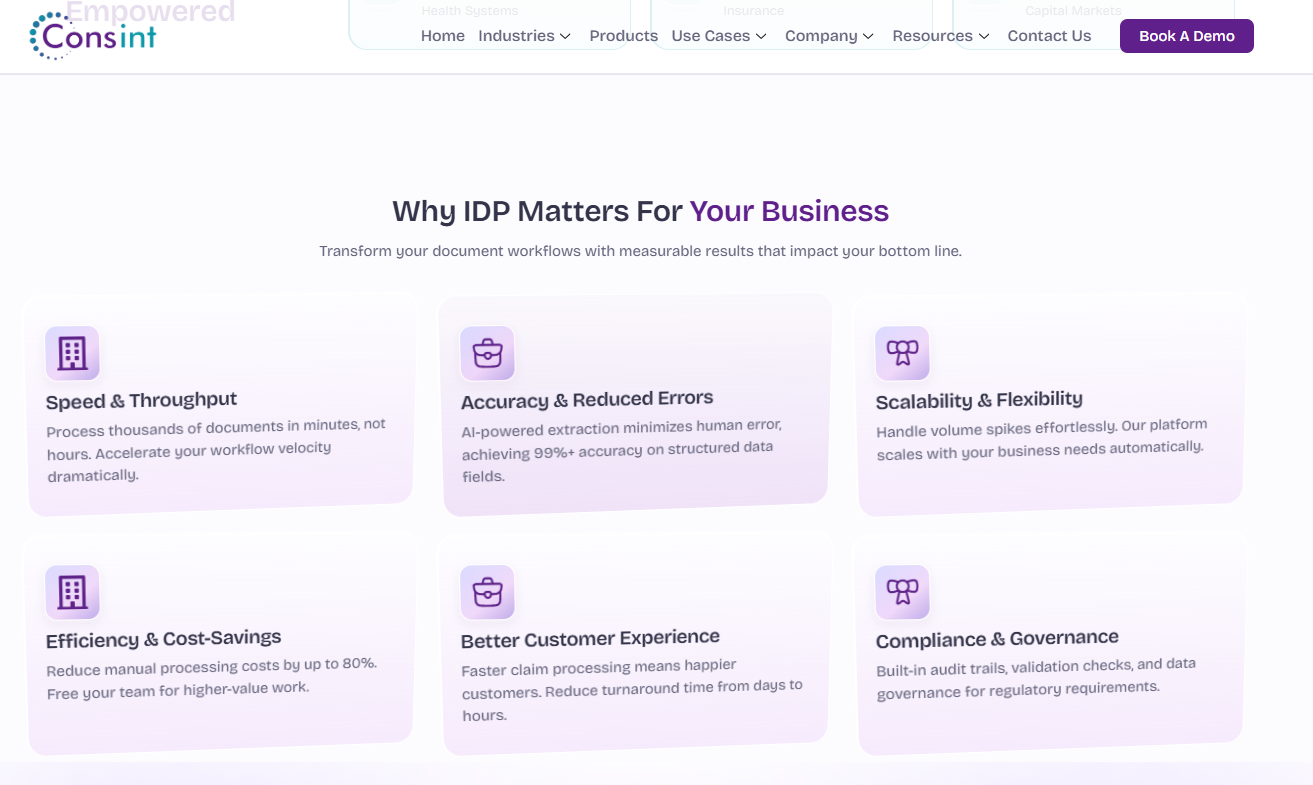 Empowered
Health Systems
Insurance
Capital Markets
Consint
Home Industries Products Use Cases Company Resources Contact Us Book A Demo
Why IDP Matters For Your Business
Transform your document workflows with measurable results that impact your bottom line.
Speed & Throughput
Process thousands of documents in minutes, not
hours. Accelerate your workflow velocity
dramatically.
Accuracy & Reduced Errors
AI-powered extraction minimizes human error,
achieving 99%+ accuracy on structured data
fields.
Scalability & Flexibility
Handle volume spikes effortlessly. Our platform
scales with your business needs automatically.
Efficiency & Cost-Savings
Reduce manual processing costs by up to 80%.
Free your team for higher-value work.
Better Customer Experience
Faster claim processing means happier
customers. Reduce turnaround time from days to
hours.
Compliance & Governance
Built-in audit trails, validation checks, and data
governance for regulatory requirements.